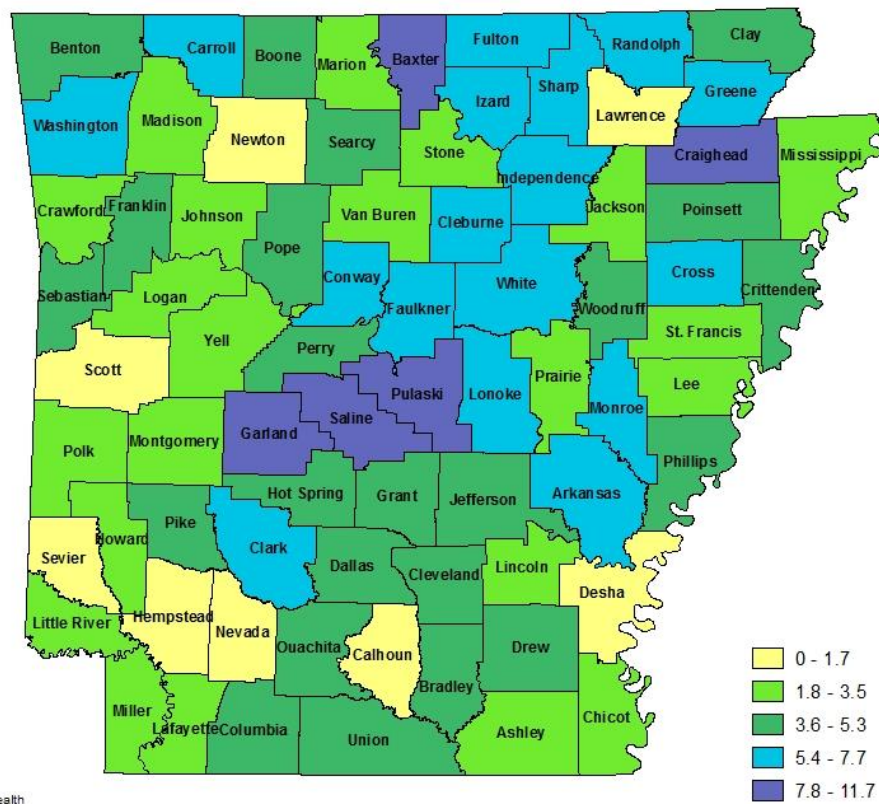 Benton
Carroll
Boone
Marion
Baxter
Fulton
Randolph
Clay
Washington
Madison
Newton
Searcy
Stone
Izard
Sharp
Lawrence
Greene
Craighead
Mississippi
Independence
Crawford
Franklin
Johnson
Pope
Van Buren
Cleburne
Jackson
Poinsett
Sebastian
Logan
Conway
Faulkner
White
Woodruff
Cross
Crittenden
Yell
Perry
St. Francis
Scott
Pulaski
Lonoke
Prairie
Lee
Monroe
Garland
Saline
Polk
Montgomery
Phillips
Hot Spring
Grant
Jefferson
Arkansas
Pike
Howard
Clark
Sevier
Dallas
Cleveland
Lincoln
Desha
Little River
Hempstead
Nevada
Ouachita
Calhoun
Bradley
Drew
Miller
Lafayette
Columbia
Union
Ashley
Chicot
0 - 1.7
1.8 - 3.5
3.6 - 5.3
5.4 - 7.7
7.8 - 11.7
ealth